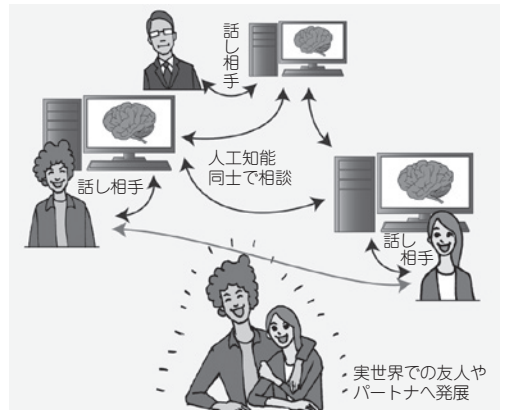 話し相手
人工知能
同士で相談
話し相手
話し
相手
実世界での友人や
パートナへ発展